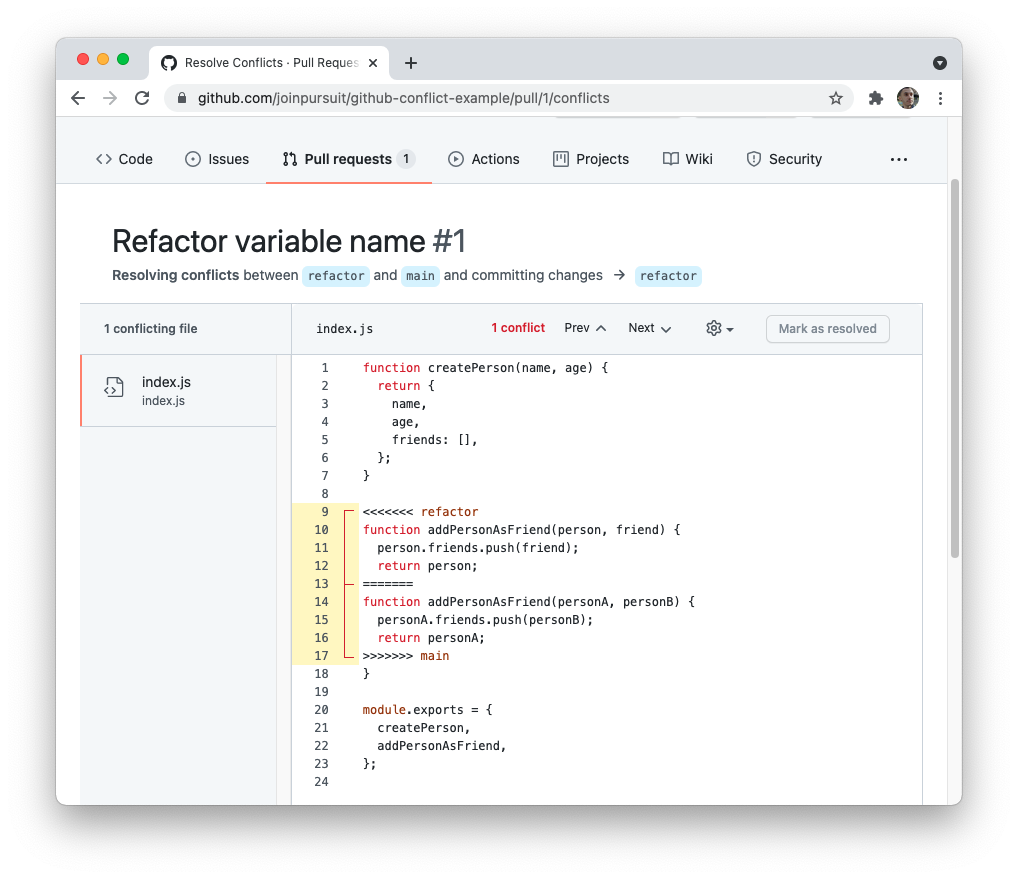 Resolve Conflicts · Pull Reques
github.com/joinpursuit/github-conflict-example/pull/1/conflicts
Code Issues Pull requests 1 Actions Projects Wiki Security ...
Refactor variable name #1
Resolving conflicts between refactor and main and committing changes → refactor
1 conflicting file
index.js 1 conflict Prev Next Mark as resolved
index.js
index.js
1 function createPerson(name, age) {
2   return {
3     name,
4     age,
5     friends: [],
6   };
7 }
8
9 <<<<<<< refactor
10 function addPersonAsFriend(person, friend) {
11   person.friends.push(friend);
12   return person;
13 =======
14 function addPersonAsFriend(personA, personB) {
15   personA.friends.push(personB);
16   return personA;
17 >>>>>>> main
18 }
19
20 module.exports = {
21   createPerson,
22   addPersonAsFriend,
23 };
24